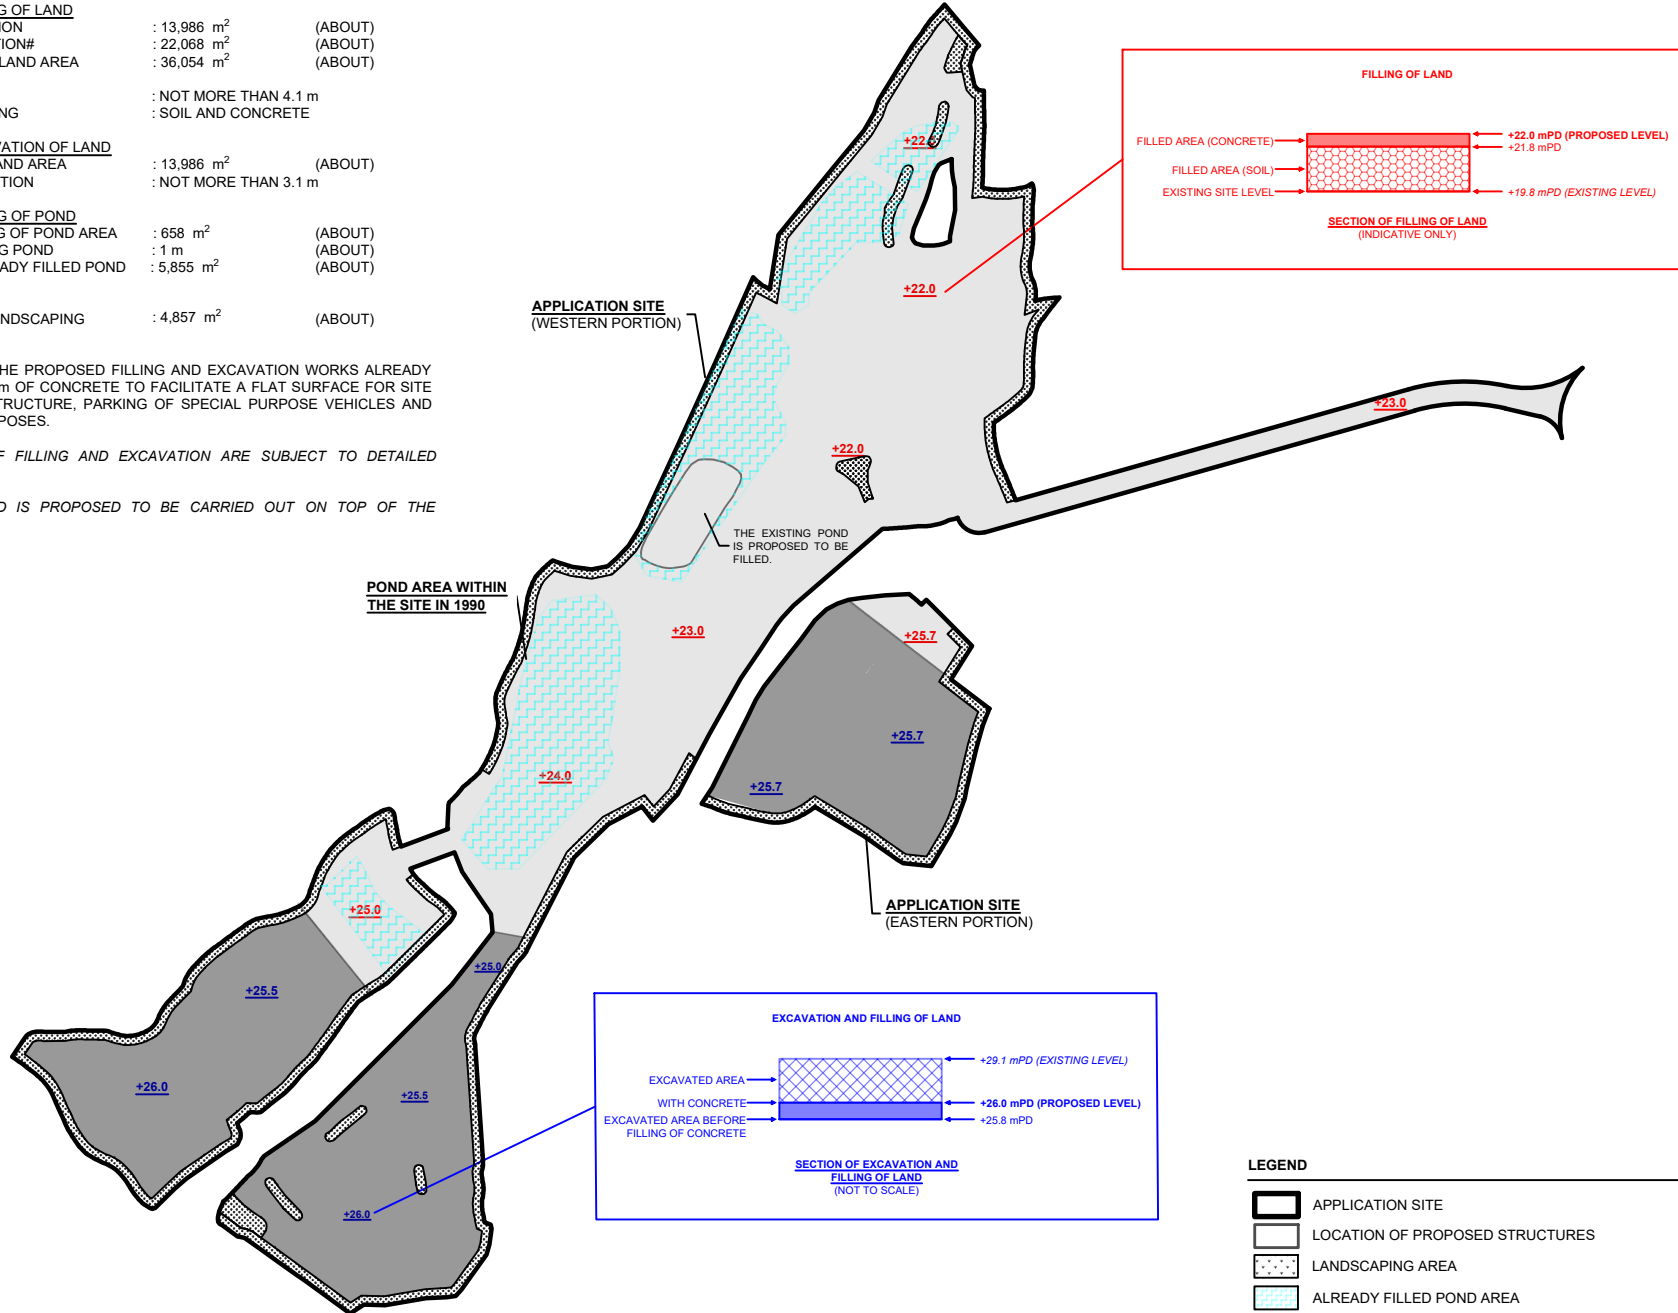 G OF LAND
ION : 13,986 m² (ABOUT)
TION# : 22,068 m² (ABOUT)
LAND AREA : 36,054 m² (ABOUT)
: NOT MORE THAN 4.1 m
NG : SOIL AND CONCRETE
VATION OF LAND
AND AREA : 13,986 m² (ABOUT)
TION : NOT MORE THAN 3.1 m
G OF POND
G OF POND AREA : 658 m² (ABOUT)
G POND : 1 m (ABOUT)
ADY FILLED POND : 5,855 m² (ABOUT)
NDSCAPING : 4,857 m² (ABOUT)
HE PROPOSED FILLING AND EXCAVATION WORKS ALREADY
m OF CONCRETE TO FACILITATE A FLAT SURFACE FOR SITE
TRUCTURE, PARKING OF SPECIAL PURPOSE VEHICLES AND
POSES.
F FILLING AND EXCAVATION ARE SUBJECT TO DETAILED
D IS PROPOSED TO BE CARRIED OUT ON TOP OF THE
FILLING OF LAND
FILLED AREA (CONCRETE)
FILLED AREA (SOIL)
EXISTING SITE LEVEL
+22.0 mPD (PROPOSED LEVEL)
+21.8 mPD
+19.8 mPD (EXISTING LEVEL)
SECTION OF FILLING OF LAND
(INDICATIVE ONLY)
+22.0
APPLICATION SITE
(WESTERN PORTION)
+23.0
+22.0
THE EXISTING POND
IS PROPOSED TO BE
FILLED.
POND AREA WITHIN
THE SITE IN 1990
+23.0
+25.7
+25.7
+25.7
+24.0
APPLICATION SITE
(EASTERN PORTION)
+25.0
+25.0
+25.5
+26.0
+25.5
+26.0
EXCAVATION AND FILLING OF LAND
EXCAVATED AREA
WITH CONCRETE
EXCAVATED AREA BEFORE
FILLING OF CONCRETE
+29.1 mPD (EXISTING LEVEL)
+26.0 mPD (PROPOSED LEVEL)
+25.8 mPD
SECTION OF EXCAVATION AND
FILLING OF LAND
(NOT TO SCALE)
LEGEND
APPLICATION SITE
LOCATION OF PROPOSED STRUCTURES
LANDSCAPING AREA
ALREADY FILLED POND AREA